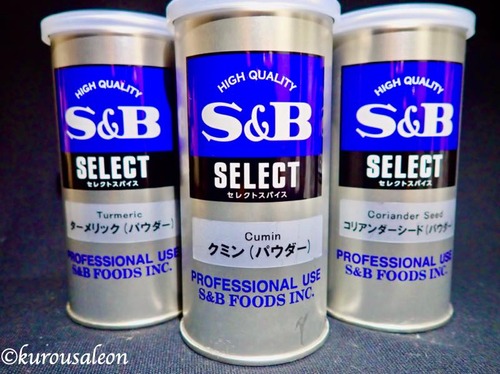 HIGH QUALITY
S&B
SELECT
セレクトスパイス
Turmeric
ターメリック(パウダー)
PROFESSIONAL USE
S&B FOODS INC.
HIGH QUALITY
S&B
SELECT
セレクトスパイス
Cumin
クミン(パウダー)
PROFESSIONAL USE
S&B FOODS INC.
HIGH QUALITY
S&B
SELECT
セレクトスパイス
Coriander Seed
コリアンダーシード(パウダー
PROFESSIONAL USE
S&B FOODS INC.
©kurousaleon